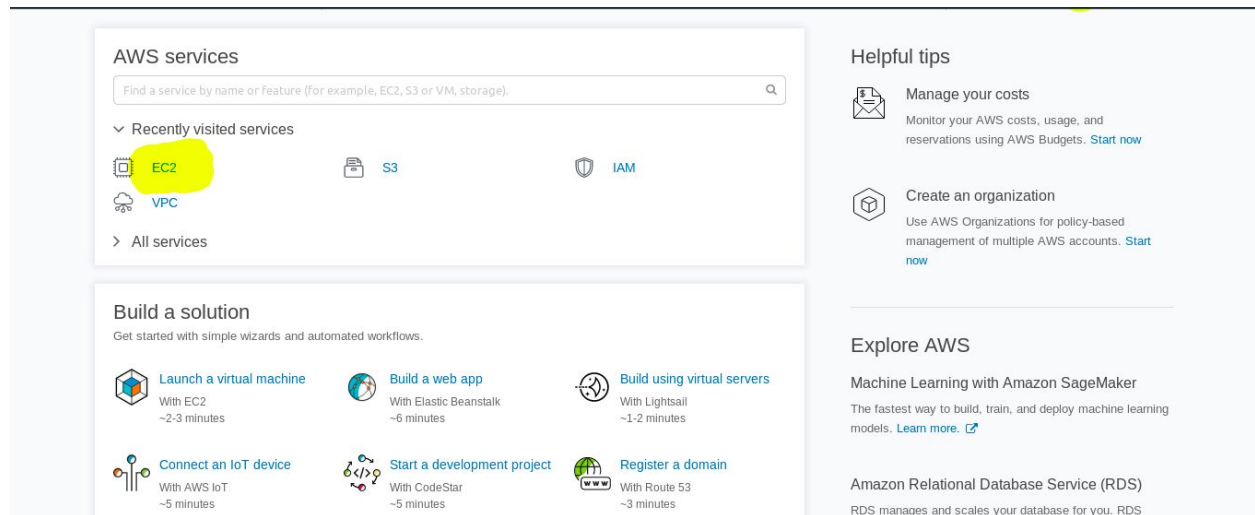 AWS services
Find a service by name or feature (for example, EC2, S3 or VM, storage).
Recently visited services
EC2
S3
IAM
VPC
All services
Build a solution
Get started with simple wizards and automated workflows.
Launch a virtual machine
With EC2
~2-3 minutes
Build a web app
With Elastic Beanstalk
~6 minutes
Build using virtual servers
With Lightsail
~1-2 minutes
Connect an IoT device
With AWS IoT
~5 minutes
Start a development project
With CodeStar
~5 minutes
Register a domain
With Route 53
~3 minutes
Helpful tips
Manage your costs
Monitor your AWS costs, usage, and
reservations using AWS Budgets. Start now
Create an organization
Use AWS Organizations for policy-based
management of multiple AWS accounts. Start
now
Explore AWS
Machine Learning with Amazon SageMaker
The fastest way to build, train, and deploy machine learning
models. Learn more.
Amazon Relational Database Service (RDS)
RDS manages and scales your database for you. RDS